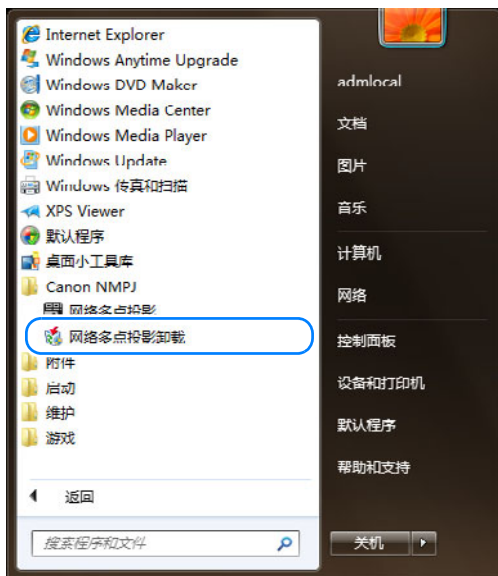 Internet Explorer
Windows Anytime Upgrade
Windows DVD Maker
Windows Media Center
Windows Media Player
Windows Update
Windows 传真和扫描
XPS Viewer
默认程序
桌面小工具库
Canon NMPJ
网络多点投影
网络多点投影卸载
附件
启动
维护
游戏
返回
搜索程序和文件
admlocal
文档
图片
音乐
计算机
网络
控制面板
设备和打印机
默认程序
帮助和支持
关机